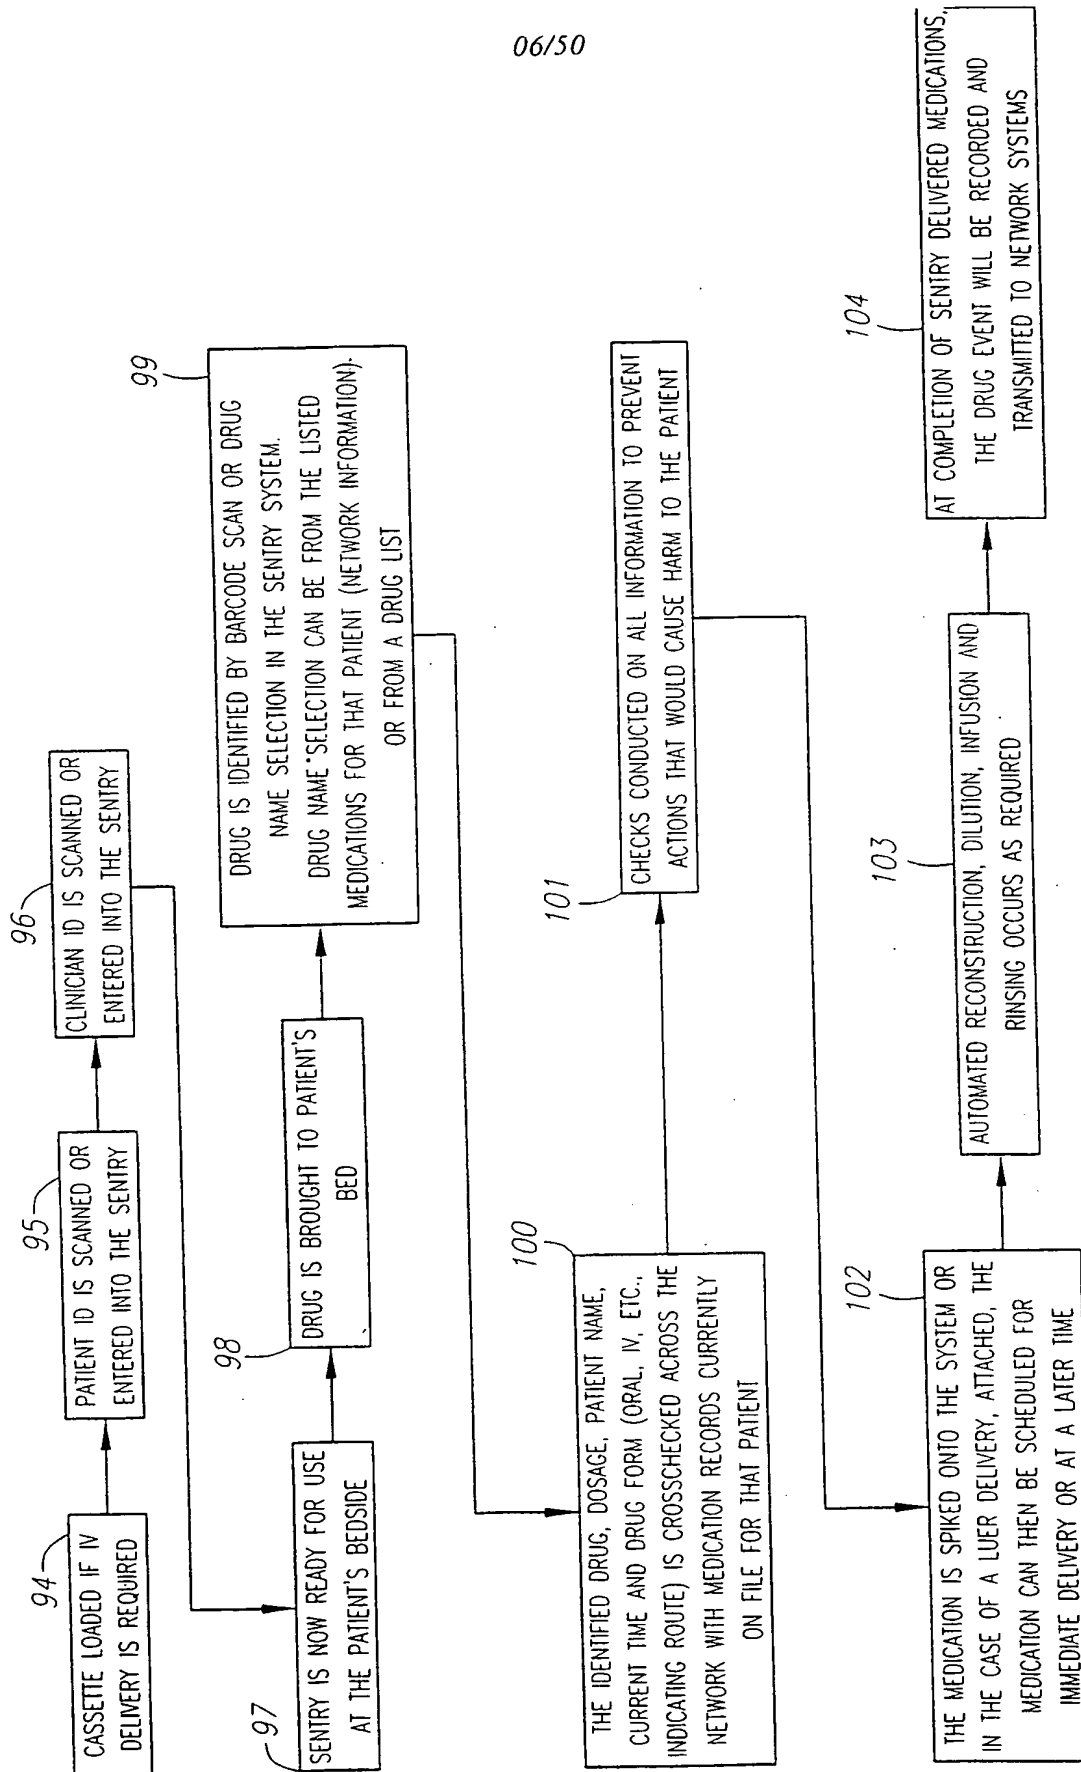 06/50
94
CASSETTE LOADED IF IV
DELIVERY IS REQUIRED
95
PATIENT ID IS SCANNED OR
ENTERED INTO THE SENTRY
96
CLINICIAN ID IS SCANNED OR
ENTERED INTO THE SENTRY
97
SENTRY IS NOW READY FOR USE
AT THE PATIENT'S BEDSIDE
98
DRUG IS BROUGHT TO PATIENT'S
BED
99
DRUG IS IDENTIFIED BY BARCODE SCAN OR DRUG
NAME SELECTION IN THE SENTRY SYSTEM.
DRUG NAME SELECTION CAN BE FROM THE LISTED
MEDICATIONS FOR THAT PATIENT (NETWORK INFORMATION).
OR FROM A DRUG LIST
100
THE IDENTIFIED DRUG, DOSAGE, PATIENT NAME,
CURRENT TIME AND DRUG FORM (ORAL, IV, ETC.,
INDICATING ROUTE) IS CROSSCHECKED ACROSS THE
NETWORK WITH MEDICATION RECORDS CURRENTLY
ON FILE FOR THAT PATIENT
101
CHECKS CONDUCTED ON ALL INFORMATION TO PREVENT
ACTIONS THAT WOULD CAUSE HARM TO THE PATIENT
102
THE MEDICATION IS SPIKED ONTO THE SYSTEM OR
IN THE CASE OF A LUER DELIVERY, ATTACHED, THE
MEDICATION CAN THEN BE SCHEDULED FOR
IMMEDIATE DELIVERY OR AT A LATER TIME
103
AUTOMATED RECONSTRUCTION, DILUTION, INFUSION AND
RINSING OCCURS AS REQUIRED
104
AT COMPLETION OF SENTRY DELIVERED MEDICATIONS,
THE DRUG EVENT WILL BE RECORDED AND
TRANSMITTED TO NETWORK SYSTEMS